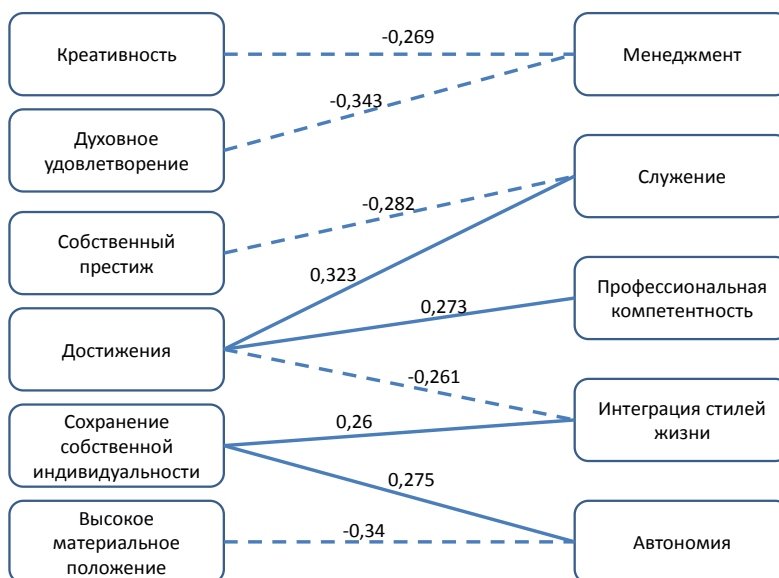 Креативность
-0,269
Менеджмент
-0,343
Духовное
удовлетворение
Служение
-0,282
Собственный
престиж
0,323
0,273
Профессиональная
компетентность
Достижения
-0,261
Сохранение
собственной
индивидуальности
0,26
Интеграция стилей
жизни
0,275
Высокое
материальное
положение
-0,34
Автономия